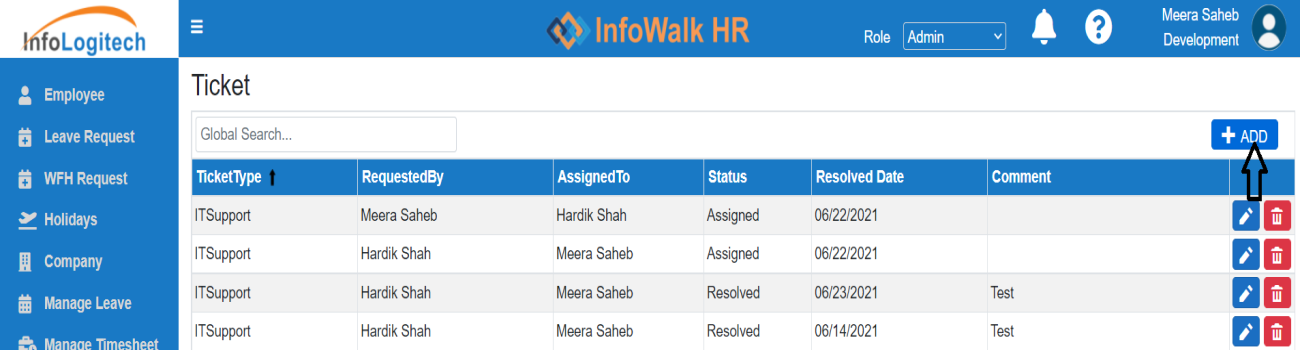 InfoLogitech
InfoWalk HR
Role Admin
Meera Saheb
Development
Employee
Leave Request
WFH Request
Holidays
Company
Manage Leave
Manage Timesheet
Ticket
Global Search...
ADD
TicketType RequestedBy AssignedTo Status Resolved Date Comment
ITSupport Meera Saheb Hardik Shah Assigned 06/22/2021
ITSupport Hardik Shah Meera Saheb Assigned 06/22/2021
ITSupport Hardik Shah Meera Saheb Resolved 06/23/2021 Test
ITSupport Hardik Shah Meera Saheb Resolved 06/14/2021 Test